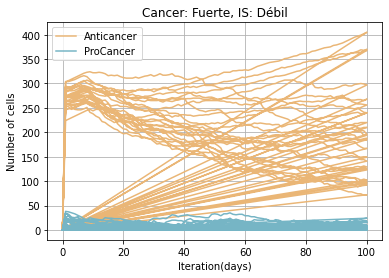 Cancer: Fuerte, IS: Débil
Anticancer
ProCancer
Number of cells
400
350
300
250
200
150
100
50
0
0 20 40 60 80 100
Iteration(days)